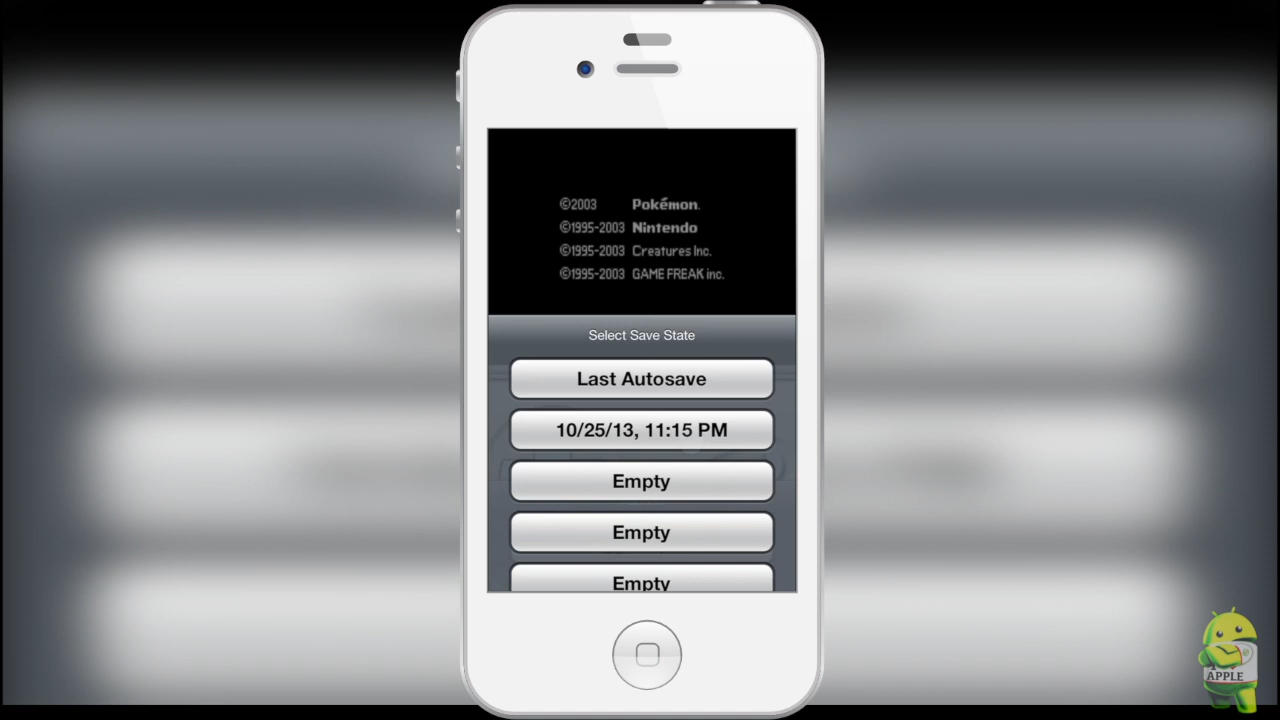 ©2003 Pokémon.
©1995-2003 Nintendo
©1995-2003 Creatures Inc.
©1995-2003 GAME FREAK inc.
Select Save State
Last Autosave
10/25/13, 11:15 PM
Empty
Empty
Empty
APPLE